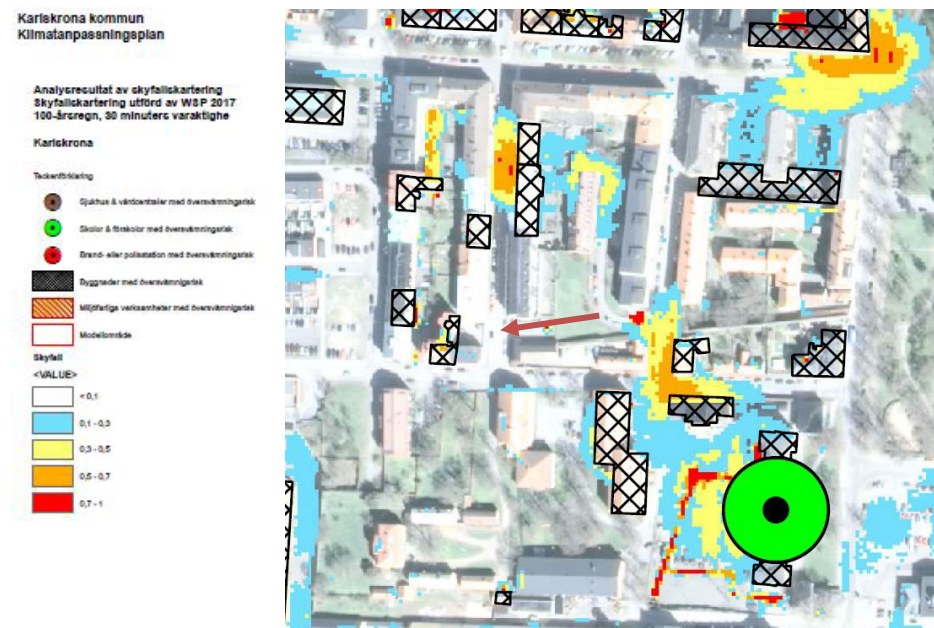 Karlskrona kommun
Klimatanpassningsplan
Analysresultat av skyfallskartering
Skyfallskartering utförd av WSP 2017
100-årsregn, 30 minuters varaktighe
Karlskrona
Teckenförklaring
Sjukhus & vårdcentraler med översvämningsrisk
Skolor & förskolor med översvämningsrisk
Brand- eller polisstation med översvämningsrisk
Byggnader med översvämnigsrisk
Miljöfarliga verksamheter med översvämnigsrisk
Modellområde
Skyfall
<VALUE>
< 0,1
0,1 - 0,3
0,3 - 0,5
0,5 - 0,7
0,7 - 1